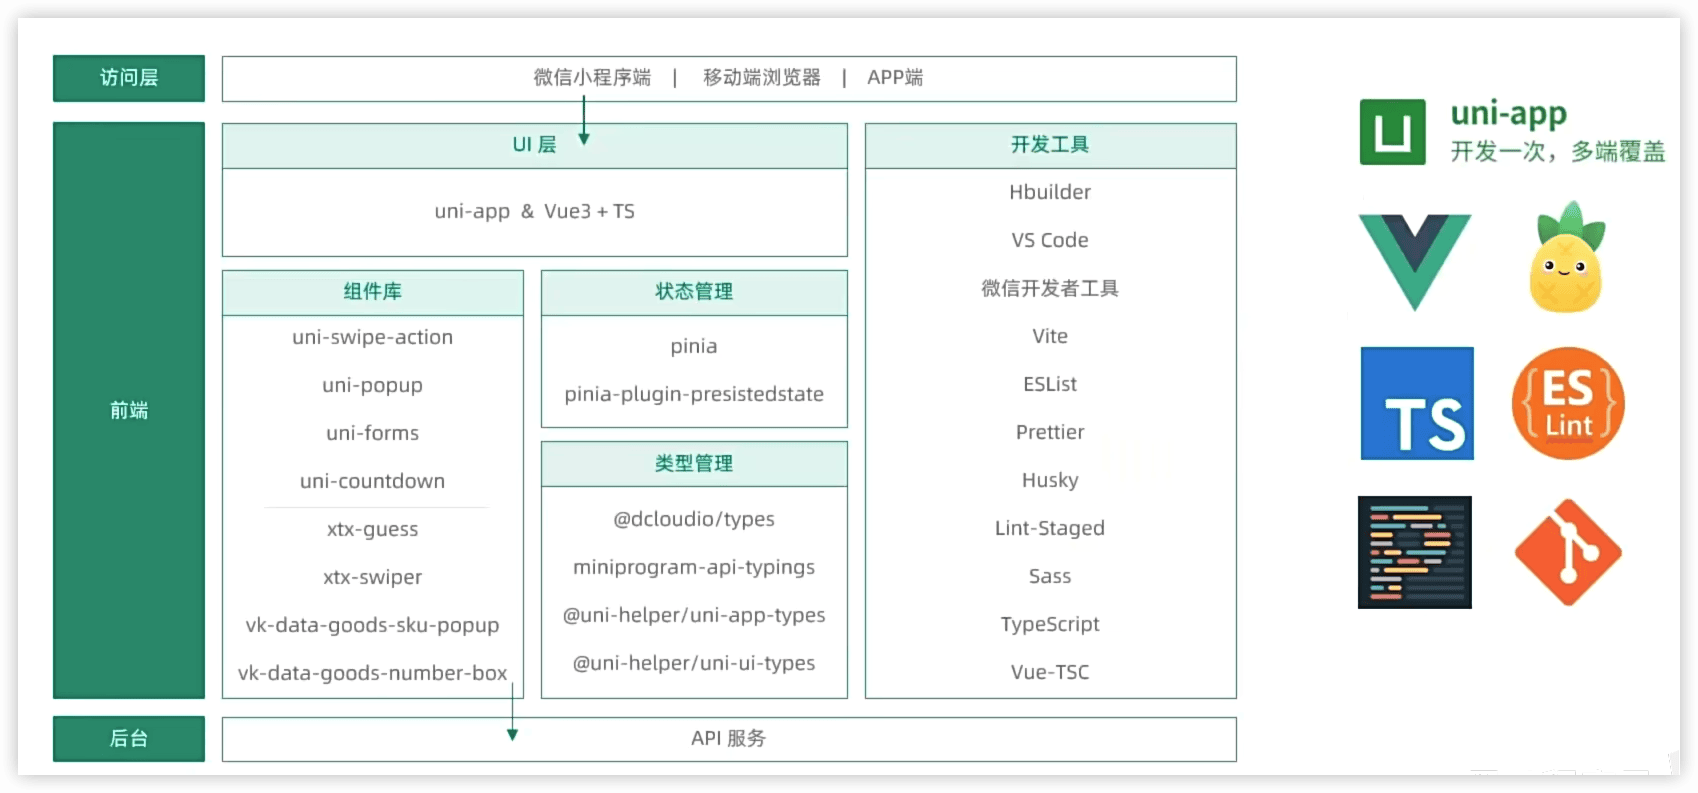 访问层
微信小程序端 | 移动端浏览器 | APP端
前端
UI 层
uni-app & Vue3 + TS
组件库
uni-swipe-action
uni-popup
uni-forms
uni-countdown
xtx-guess
xtx-swiper
vk-data-goods-sku-popup
vk-data-goods-number-box
状态管理
pinia
pinia-plugin-presistedstate
类型管理
@dcloudio/types
miniprogram-api-typings
@uni-helper/uni-app-types
@uni-helper/uni-ui-types
开发工具
Hbuilder
VS Code
微信开发者工具
Vite
ESList
Prettier
Husky
Lint-Staged
Sass
TypeScript
Vue-TSC
后台
API 服务
uni-app
开发一次，多端覆盖
TS
ES
Lint